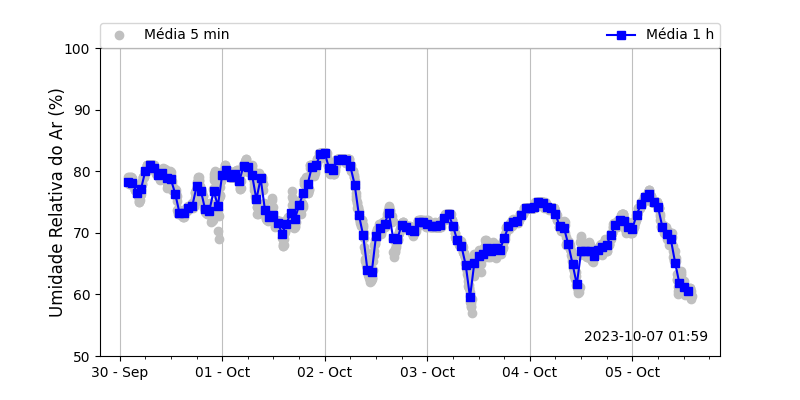 Média 5 min Média 1 h
100
90
80
70
60
50
Umidade Relativa do Ar (%)
2023-10-07 01:59
30 - Sep 01 - Oct 02 - Oct 03 - Oct 04 - Oct 05 - Oct